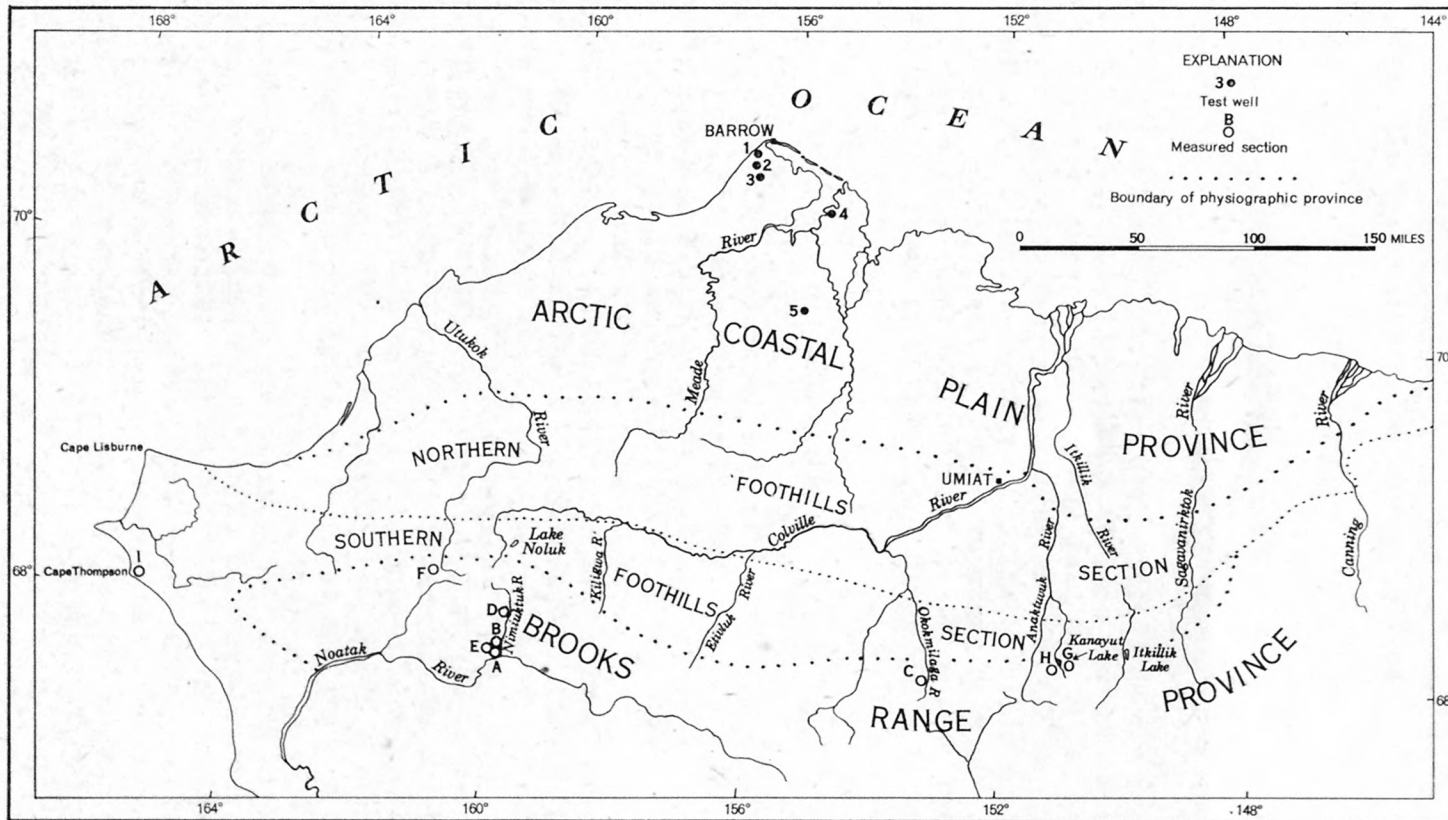 168° 164° 160° 156° 152° 148° 144°
ARCTIC OCEAN
EXPLANATION
3
Test well
B
Measured section
Boundary of physiographic province
0 50 100 150 MILES
BARROW
1
2
3
4
5
70°
70
ARCTIC COASTAL PLAIN PROVINCE
River
Meade
Utukok
River
Cape Lisburne
NORTHERN FOOTHILLS SECTION
UMIAT
Colville
River
Itkillik
River
Sagavanirktok
River
Canning
River
SOUTHERN FOOTHILLS SECTION
Lake
Noluk
Kiligwa R
Etivluk
River
Nimiuktuk R
Okokmilaga R
Anaktuvuk
River
Kanayut
Lake
Itkillik
Lake
68°
68
Cape Thompson
I
F
D
B
E
A
C
H
G
Noatak
River
BROOKS RANGE PROVINCE
164° 160° 156° 152° 148°